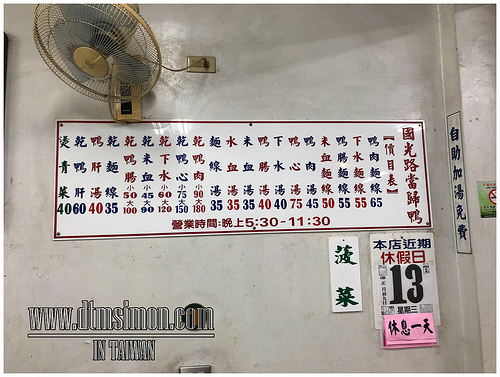 國光路當歸鴨
【價目表】
鴨肉麵線 65
下水麵線 55
鴨腸麵線 55
米血麵線 50
鴨肉湯 45
鴨心湯 75
下水湯 40
鴨腸湯 40
米血湯 35
水血湯 35
麵線湯 35
乾鴨肉 小90 大180
乾鴨心 小75 大150
乾下水 小60 大120
乾米血 小45 大90
乾鴨腸 小50 大100
乾麵線 35
鴨肝湯 40
乾鴨肝 60
燙青菜 40
營業時間:晚上5:30~11:30
自助加湯免費
菠菜
本店近期
休假日
13
星期三
休息一天
www.dtmsimon.com
IN TAIWAN